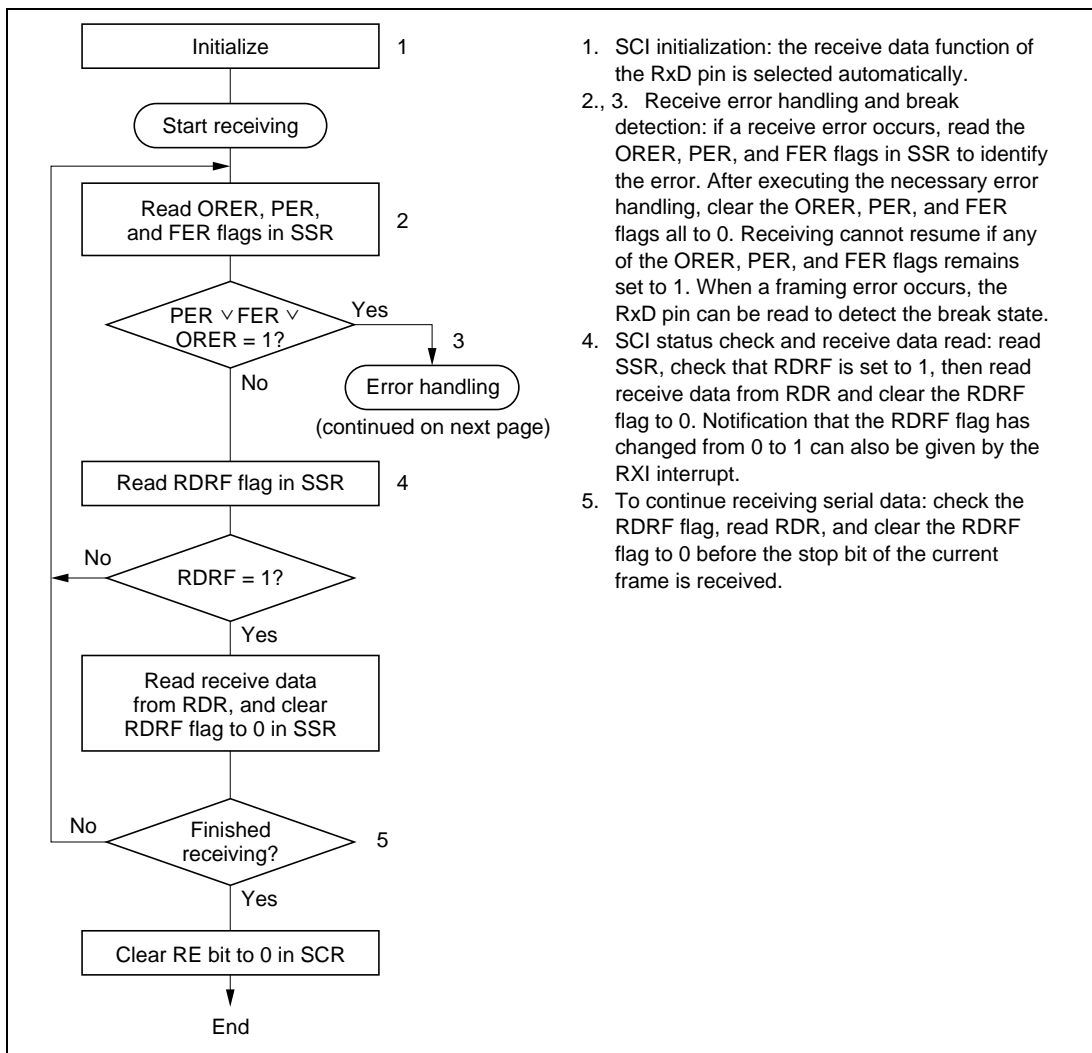 Initialize
1
Start receiving
Read ORER, PER,
and FER flags in SSR
2
PER ∨ FER ∨
ORER = 1?
Yes
3
No
Error handling
(continued on next page)
Read RDRF flag in SSR
4
No
RDRF = 1?
Yes
Read receive data
from RDR, and clear
RDRF flag to 0 in SSR
No
Finished
receiving?
5
Yes
Clear RE bit to 0 in SCR
End
1. SCI initialization: the receive data function of
the RxD pin is selected automatically.
2., 3. Receive error handling and break
detection: if a receive error occurs, read the
ORER, PER, and FER flags in SSR to identify
the error. After executing the necessary error
handling, clear the ORER, PER, and FER
flags all to 0. Receiving cannot resume if any
of the ORER, PER, and FER flags remains
set to 1. When a framing error occurs, the
RxD pin can be read to detect the break state.
4. SCI status check and receive data read: read
SSR, check that RDRF is set to 1, then read
receive data from RDR and clear the RDRF
flag to 0. Notification that the RDRF flag has
changed from 0 to 1 can also be given by the
RXI interrupt.
5. To continue receiving serial data: check the
RDRF flag, read RDR, and clear the RDRF
flag to 0 before the stop bit of the current
frame is received.